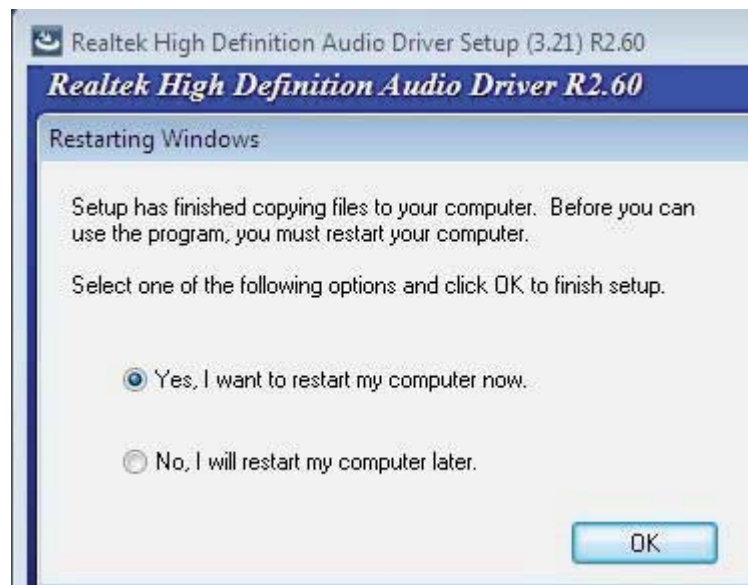 Realtek High Definition Audio Driver Setup (3.21) R2.60
Realtek High Definition Audio Driver R2.60
Restarting Windows
Setup has finished copying files to your computer. Before you can
use the program, you must restart your computer.
Select one of the following options and click OK to finish setup.
Yes, I want to restart my computer now.
No, I will restart my computer later.
OK